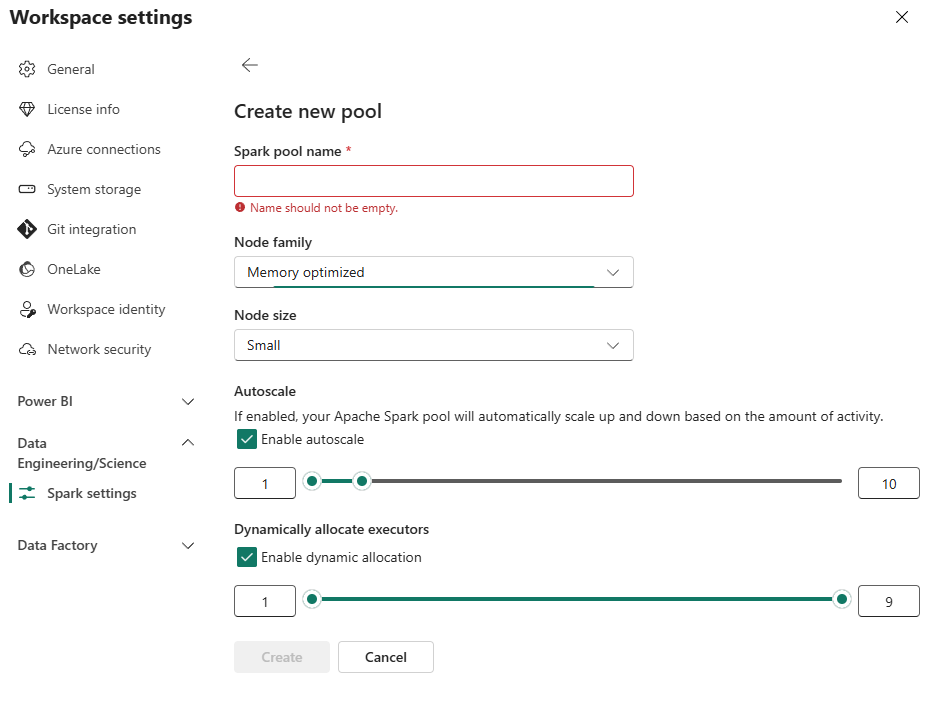 Workspace settings
General
License info
Azure connections
System storage
Git integration
OneLake
Workspace identity
Network security
Power BI
Data
Engineering/Science
Spark settings
Data Factory
Create new pool
Spark pool name *
Name should not be empty.
Node family
Memory optimized
Node size
Small
Autoscale
If enabled, your Apache Spark pool will automatically scale up and down based on the amount of activity.
Enable autoscale
1 10
Dynamically allocate executors
Enable dynamic allocation
1 9
Create Cancel